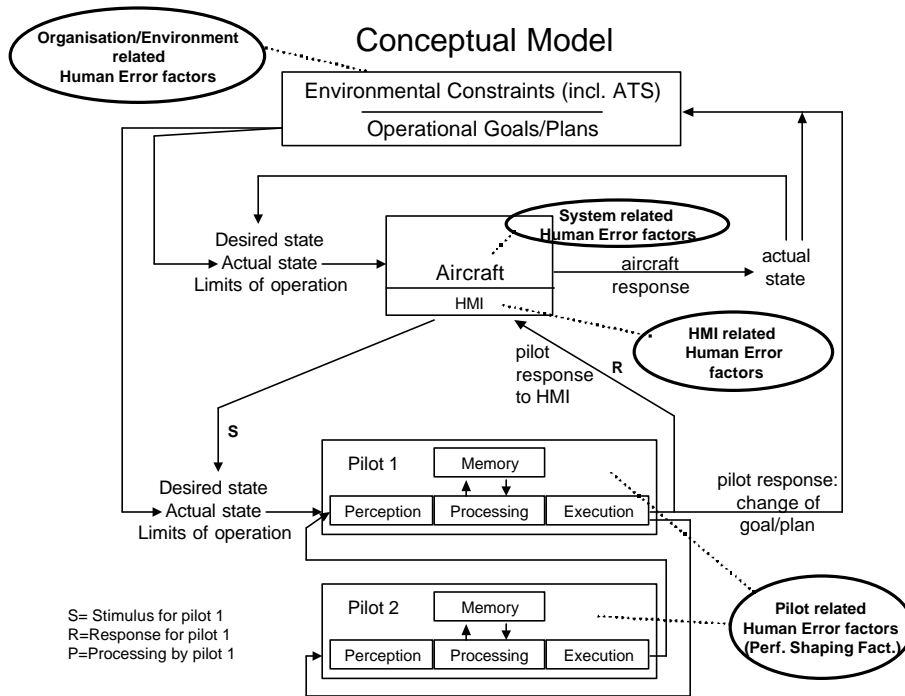 Conceptual Model
Organisation/Environment
related
Human Error factors
Environmental Constraints (incl. ATS)
Operational Goals/Plans
System related
Human Error factors
Desired state
Actual state
Limits of operation
Aircraft
HMI
aircraft
response
actual
state
HMI related
Human Error
factors
pilot
response
to HMI
R
S
Desired state
Actual state
Limits of operation
Pilot 1
Memory
Perception
Processing
Execution
pilot response:
change of
goal/plan
Pilot 2
Memory
Perception
Processing
Execution
Pilot related
Human Error factors
(Perf. Shaping Fact.)
S= Stimulus for pilot 1
R=Response for pilot 1
P=Processing by pilot 1